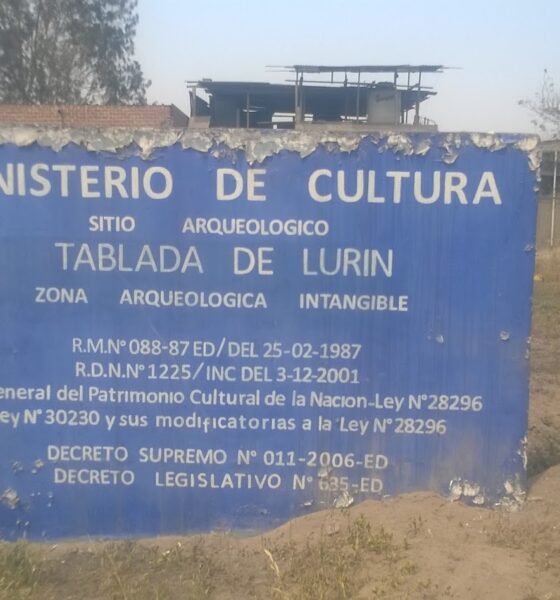 NISTERIO DE CULTURA
SITIO ARQUEOLOGICO
TABLADA DE LURIN
ZONA ARQUEOLOGICA INTANGIBLE
R.M.N° 088-87 ED/DEL 25-02-1987
R.D.N.N° 1225/INC DEL 3-12-2001
eneral del Patrimonio Cultural de la Nacion-Ley N°28296
ey N°30230 y sus modificatorias a la Ley N°28296
DECRETO SUPREMO N° 011-2006-ED
DECRETO LEGISLATIVO N° 635-ED